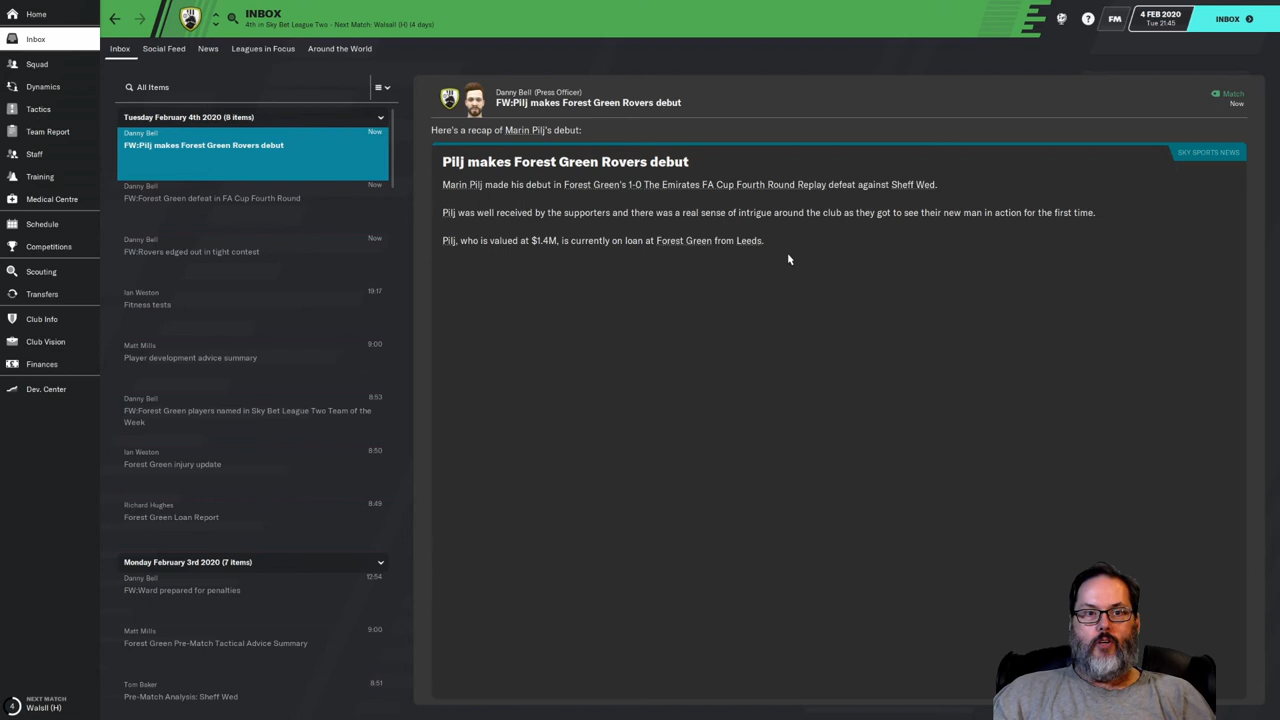 Home
Inbox
Squad
Dynamics
Tactics
Team Report
Staff
Training
Medical Centre
Schedule
Competitions
Scouting
Transfers
Club Info
Club Vision
Finances
Dev. Center
4
NEXT MATCH
Walsll (H)
INBOX
4th in Sky Bet League Two - Next Match: Walsall (H) (4 days)
?
FM
4 FEB 2020
Tue 21:45
INBOX
Inbox
Social Feed
News
Leagues in Focus
Around the World
All Items
Tuesday February 4th 2020 (8 items)
Danny Bell
Now
FW:Pilj makes Forest Green Rovers debut
Danny Bell
Now
FW:Forest Green defeat in FA Cup Fourth Round
Danny Bell
Now
FW:Rovers edged out in tight contest
Ian Weston
19:17
Fitness tests
Matt Mills
9:00
Player development advice summary
Danny Bell
8:53
FW:Forest Green players named in Sky Bet League Two Team of the
Week
Ian Weston
8:50
Forest Green injury update
Richard Hughes
8:49
Forest Green Loan Report
Monday February 3rd 2020 (7 items)
Danny Bell
12:54
FW:Ward prepared for penalties
Matt Mills
9:00
Forest Green Pre-Match Tactical Advice Summary
Tom Baker
8:51
Pre-Match Analysis: Sheff Wed
Danny Bell (Press Officer)
FW:Pilj makes Forest Green Rovers debut
Match
Now
Here's a recap of Marin Pilj's debut:
SKY SPORTS NEWS
Pilj makes Forest Green Rovers debut
Marin Pilj made his debut in Forest Green's 1-0 The Emirates FA Cup Fourth Round Replay defeat against Sheff Wed.
Pilj was well received by the supporters and there was a real sense of intrigue around the club as they got to see their new man in action for the first time.
Pilj, who is valued at $1.4M, is currently on loan at Forest Green from Leeds.